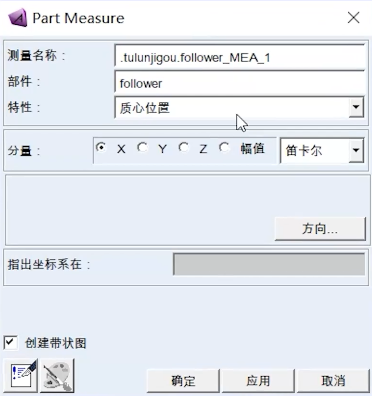 Part Measure
测量名称： .tulunjigou.follower_MEA_1
部件： follower
特性： 质心位置
分量： X Y Z 幅值 笛卡尔
方向...
指出坐标系在：
创建带状图
确定 应用 取消